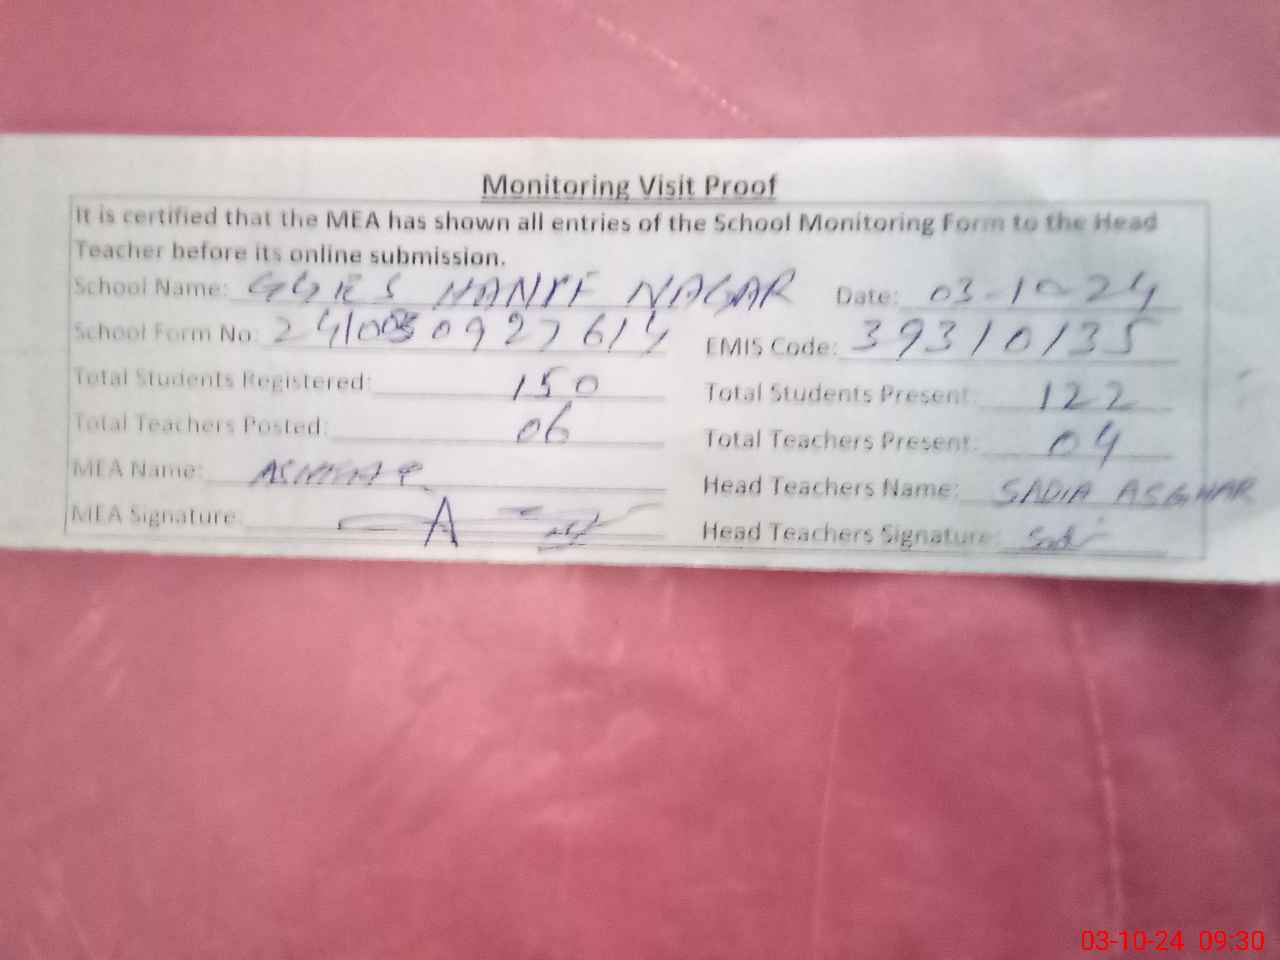 Monitoring Visit Proof
It is certified that the MEA has shown all entries of the School Monitoring Form to the Head
Teacher before its online submission.
School Name: HANIF NAGAR Date: 03-10-24
School Form No: EMIS Code: 39310135
Total Students Registered: 150 Total Students Present: 122
Total Teachers Posted: 06 Total Teachers Present: 04
MEA Name: Head Teachers Name: SADIA ASGHAR
MEA Signature: Head Teachers Signature:
03-10-24 09:30